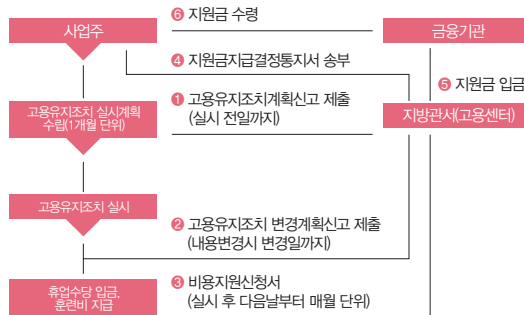 ❻ 지원금 수령
사업주
금융기관
❹ 지원금지급결정통지서 송부
❺ 지원금 입금
❶ 고용유지조치계획신고 제출
(실시 전일까지)
고용유지조치 실시계획
수립(1개월 단위)
지방관서(고용센터)
고용유지조치 실시
❷ 고용유지조치 변경계획신고 제출
(내용변경시 변경일까지)
❸ 비용지원신청서
(실시 후 다음날부터 매월 단위)
휴업수당 입금,
훈련비 지급